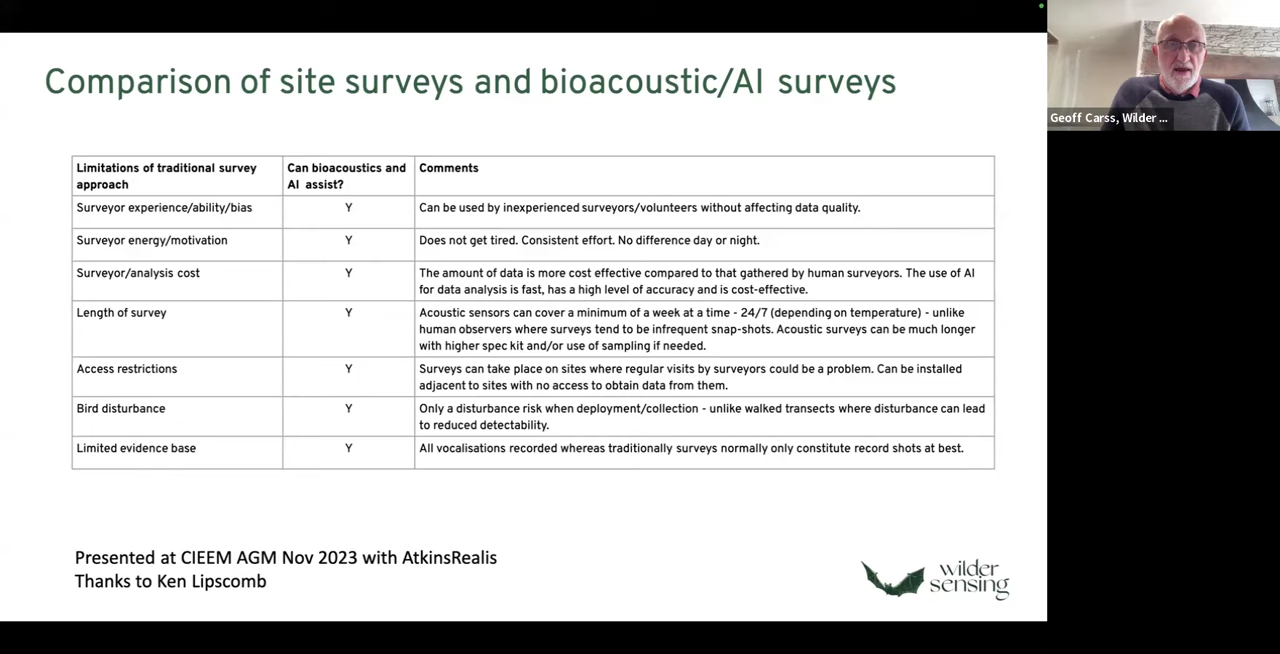 Comparison of site surveys and bioacoustic/AI surveys
Geoff Carss, Wilder ...
Limitations of traditional survey
approach
Can bioacoustics and
AI assist?
Comments
Surveyor experience/ability/bias
Y
Can be used by inexperienced surveyors/volunteers without affecting data quality.
Surveyor energy/motivation
Y
Does not get tired. Consistent effort. No difference day or night.
Surveyor/analysis cost
Y
The amount of data is more cost effective compared to that gathered by human surveyors. The use of AI
for data analysis is fast, has a high level of accuracy and is cost-effective.
Length of survey
Y
Acoustic sensors can cover a minimum of a week at a time - 24/7 (depending on temperature) - unlike
human observers where surveys tend to be infrequent snap-shots. Acoustic surveys can be much longer
with higher spec kit and/or use of sampling if needed.
Access restrictions
Y
Surveys can take place on sites where regular visits by surveyors could be a problem. Can be installed
adjacent to sites with no access to obtain data from them.
Bird disturbance
Y
Only a disturbance risk when deployment/collection - unlike walked transects where disturbance can lead
to reduced detectability.
Limited evidence base
Y
All vocalisations recorded whereas traditionally surveys normally only constitute record shots at best.
Presented at CIEEM AGM Nov 2023 with AtkinsRealis
Thanks to Ken Lipscomb
wilder
sensing